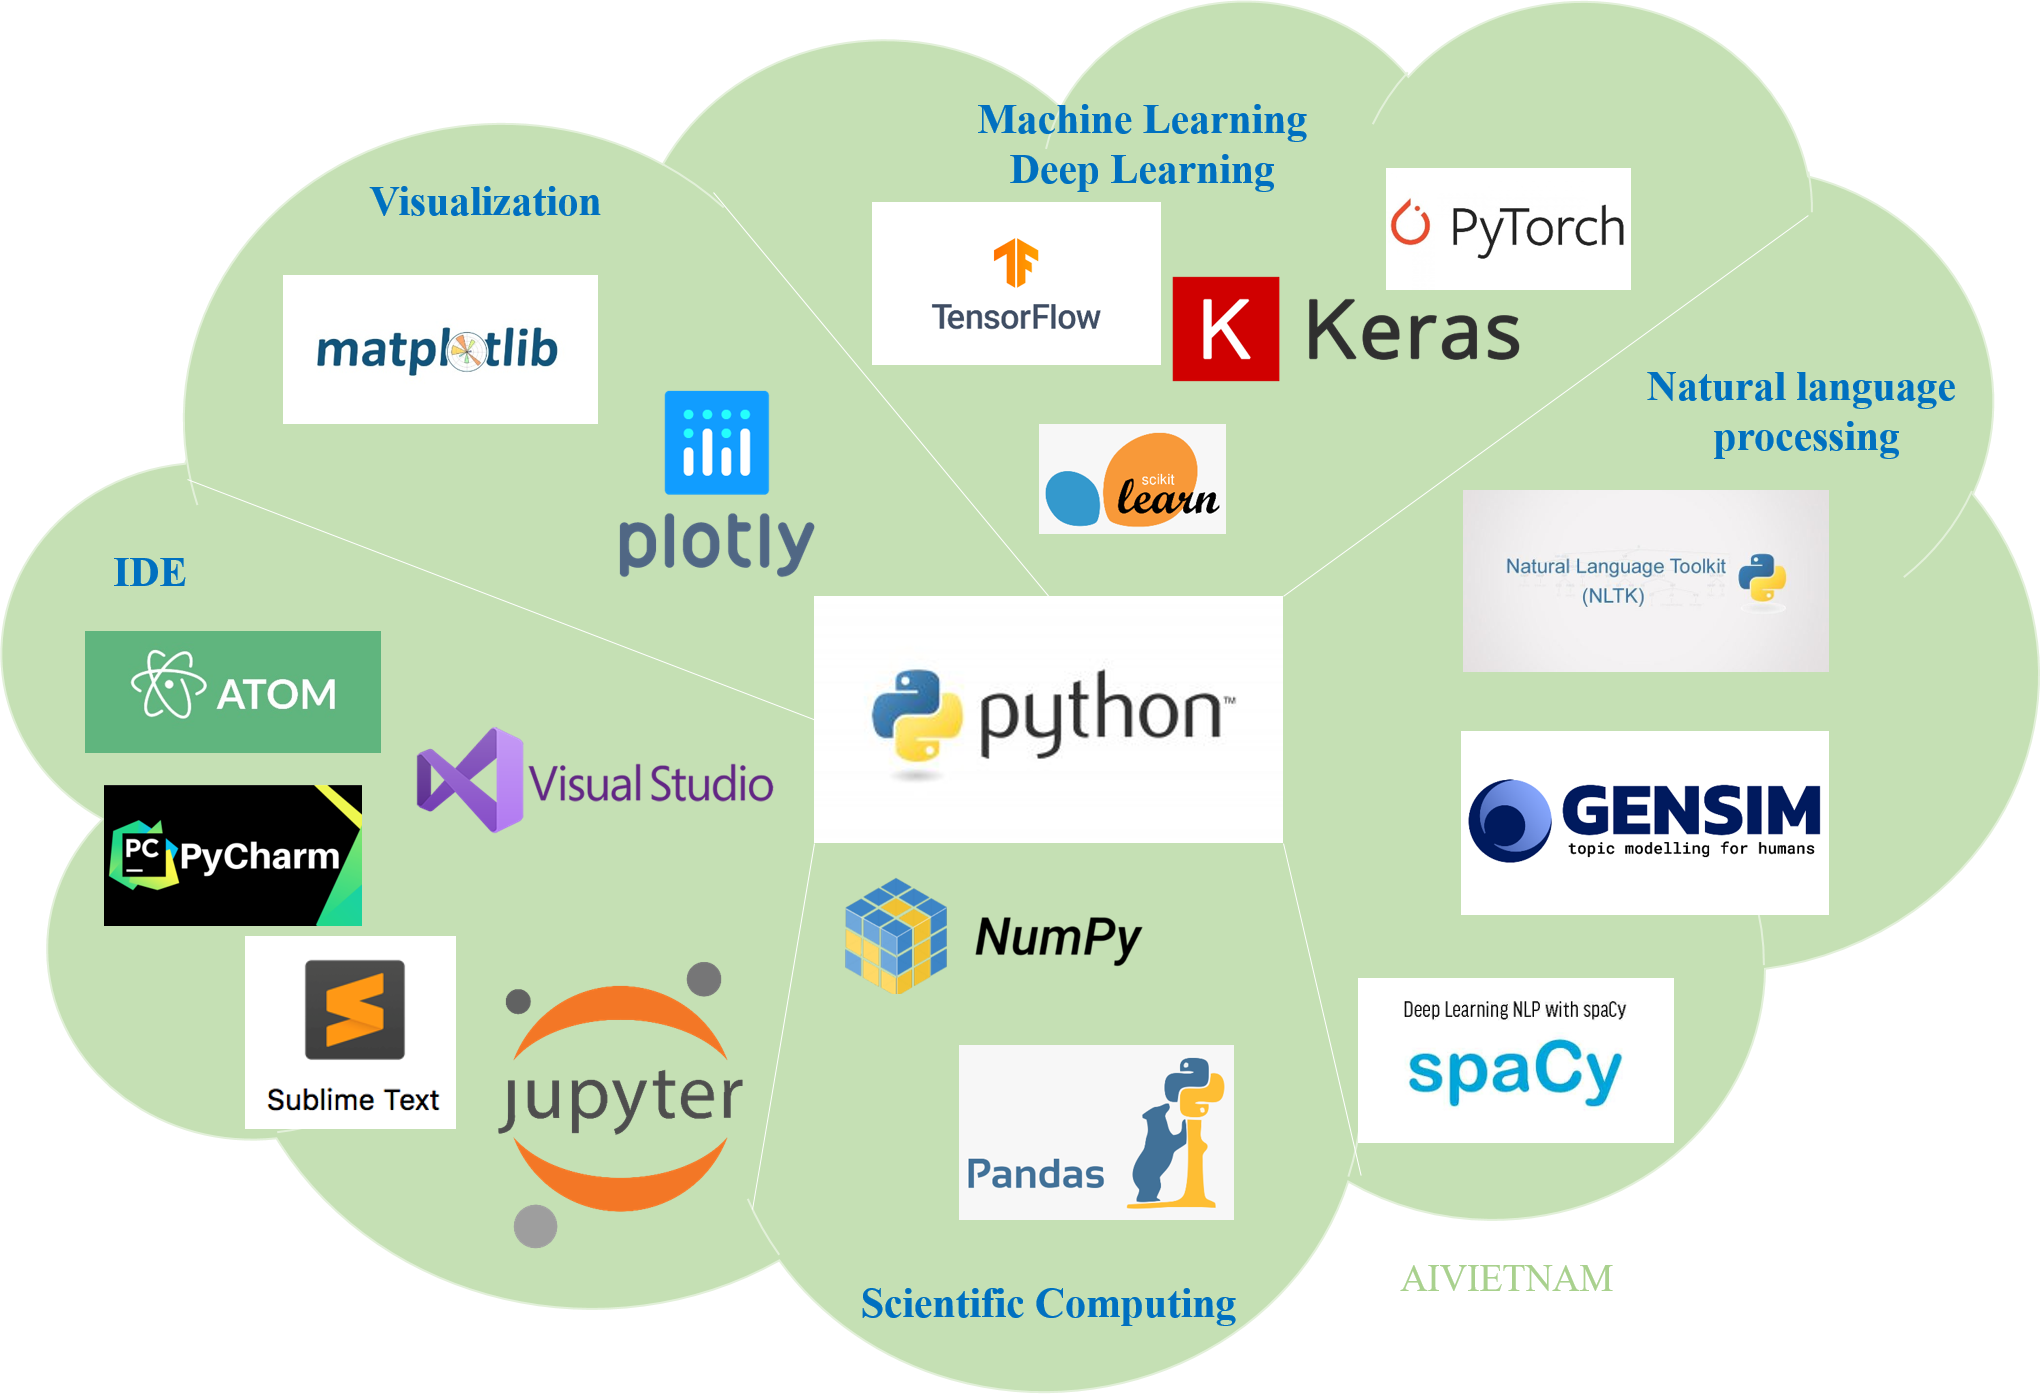 Machine Learning
Deep Learning
Visualization
TensorFlow
PyTorch
K Keras
matplotlib
scikit
learn
plotly
Natural language
processing
Natural Language Toolkit
(NLTK)
IDE
ATOM
Visual Studio
PC
PyCharm
python™
GENSIM
topic modelling for humans
NumPy
Sublime Text
jupyter
Pandas
Deep Learning NLP with spaCy
spaCy
Scientific Computing
AIVIETNAM